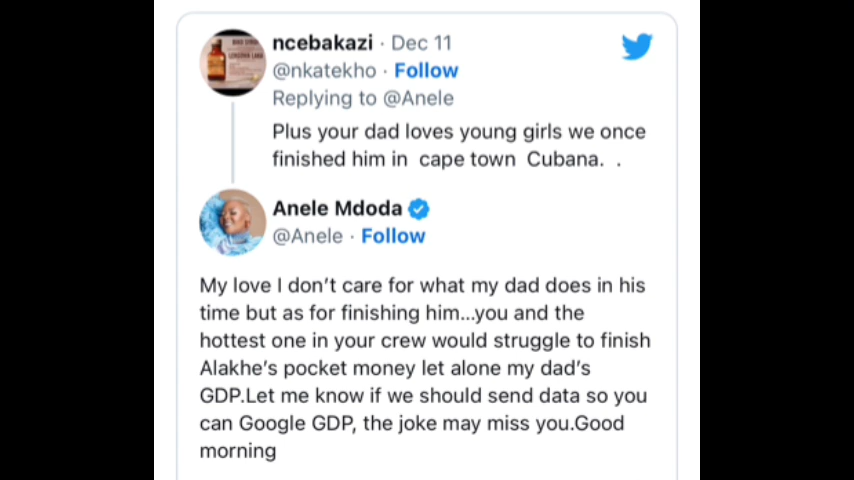 ncebakazi · Dec 11
@nkatekho · Follow
Replying to @Anele
Plus your dad loves young girls we once
finished him in cape town Cubana. .
Anele Mdoda
@Anele · Follow
My love I don't care for what my dad does in his
time but as for finishing him...you and the
hottest one in your crew would struggle to finish
Alakhe's pocket money let alone my dad's
GDP.Let me know if we should send data so you
can Google GDP, the joke may miss you.Good
morning